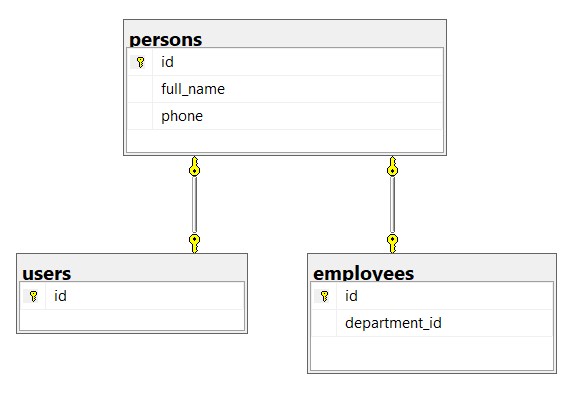 persons
id
full_name
phone
users
id
employees
id
department_id